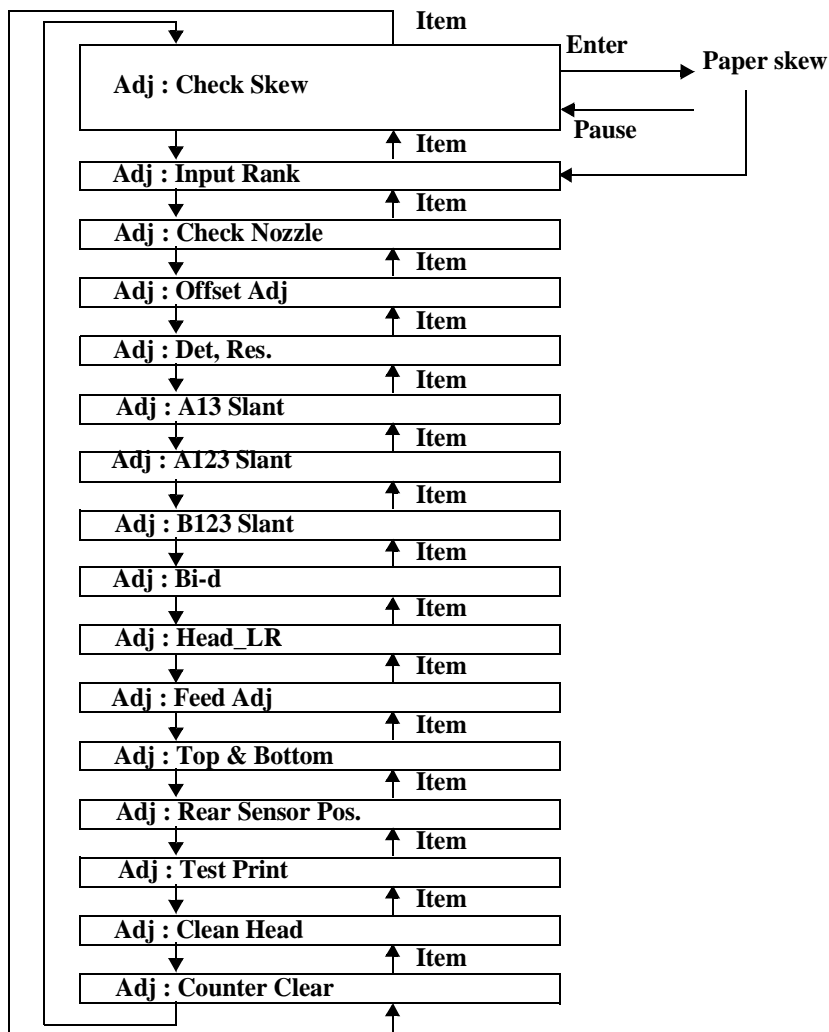 Item
Enter
Adj : Check Skew
Paper skew
Pause
Item
Adj : Input Rank
Item
Adj : Check Nozzle
Item
Adj : Offset Adj
Item
Adj : Det, Res.
Item
Adj : A13 Slant
Item
Adj : A123 Slant
Item
Adj : B123 Slant
Item
Adj : Bi-d
Item
Adj : Head_LR
Item
Adj : Feed Adj
Item
Adj : Top & Bottom
Item
Adj : Rear Sensor Pos.
Item
Adj : Test Print
Item
Adj : Clean Head
Item
Adj : Counter Clear